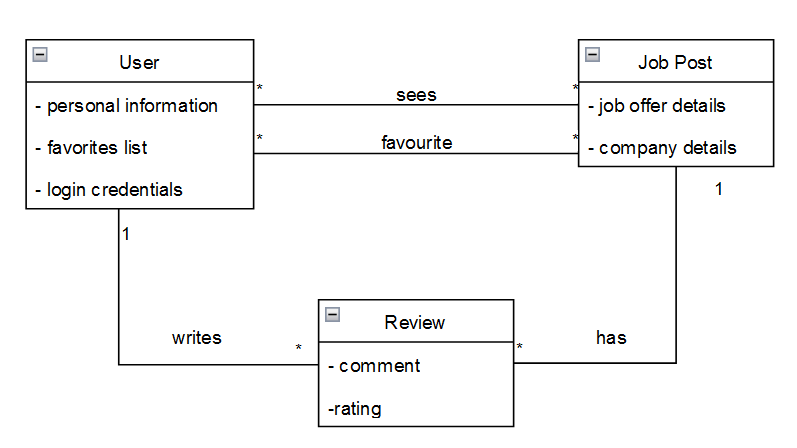 User
- personal information
- favorites list
- login credentials
* sees *
* favourite *
Job Post
- job offer details
- company details
1
1
writes
*
Review
- comment
-rating
*
has